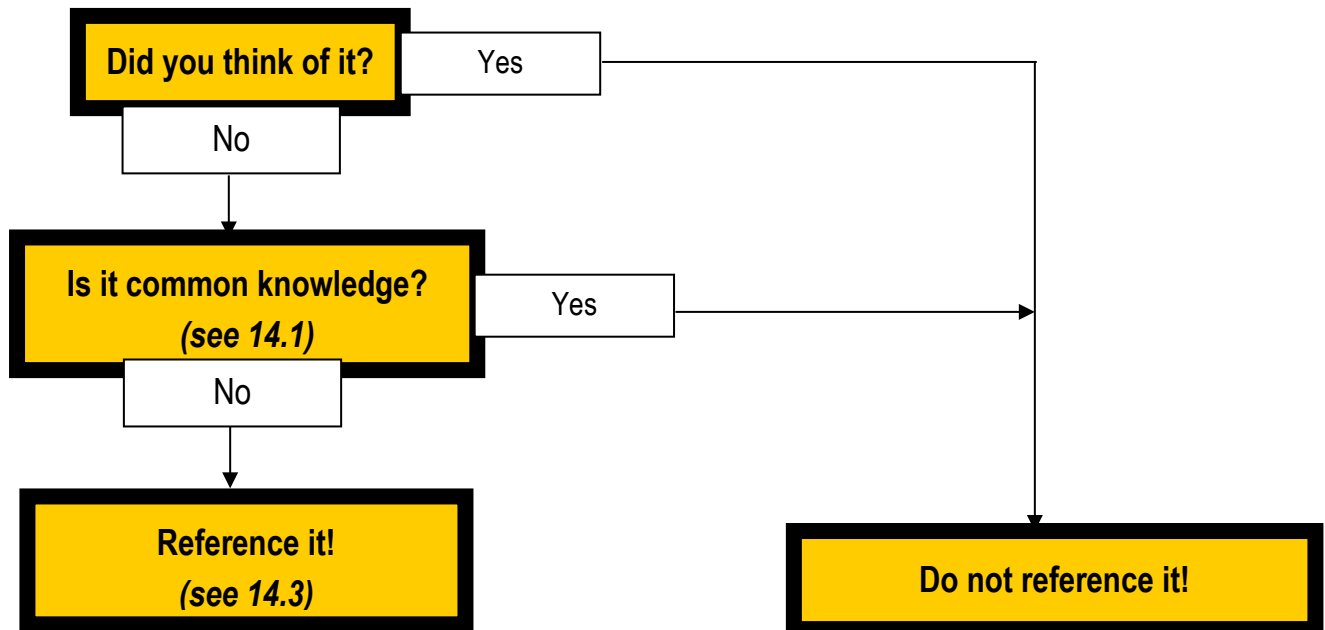 Did you think of it?
Yes
No
Is it common knowledge?
(see 14.1)
Yes
No
Reference it!
(see 14.3)
Do not reference it!